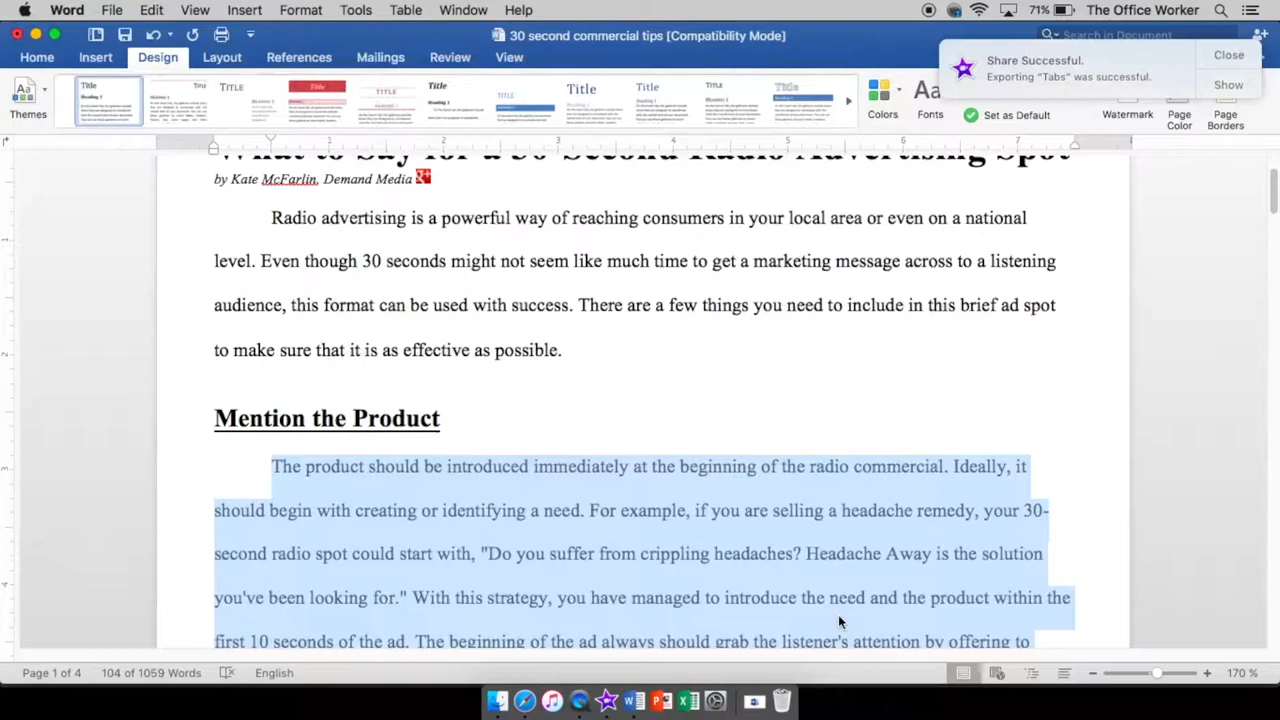 Word File Edit View Insert Format Tools Table Window Help 71% The Office Worker
30 second commercial tips [Compatibility Mode] Search in Document
Home Insert Design Layout References Mailings Review View
Share Successful.
Exporting “Tabs” was successful.
Close
Show
Themes Colors Fonts Set as Default Watermark Page Color Page Borders
What to Say for a 30 Second Radio Advertising Spot
by Kate McFarlin, Demand Media
Radio advertising is a powerful way of reaching consumers in your local area or even on a national
level. Even though 30 seconds might not seem like much time to get a marketing message across to a listening
audience, this format can be used with success. There are a few things you need to include in this brief ad spot
to make sure that it is as effective as possible.
Mention the Product
The product should be introduced immediately at the beginning of the radio commercial. Ideally, it
should begin with creating or identifying a need. For example, if you are selling a headache remedy, your 30-
second radio spot could start with, "Do you suffer from crippling headaches? Headache Away is the solution
you've been looking for." With this strategy, you have managed to introduce the need and the product within the
first 10 seconds of the ad. The beginning of the ad always should grab the listener's attention by offering to
Page 1 of 4 104 of 1059 Words English 170 %